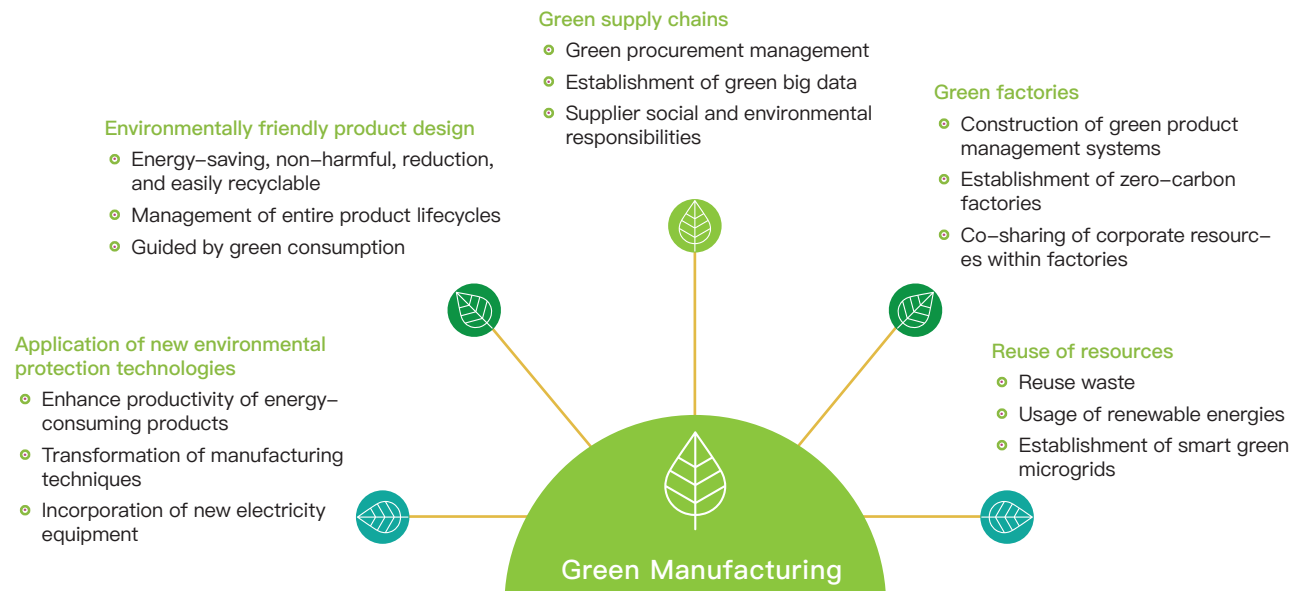 Green supply chains
Green procurement management
Establishment of green big data
Supplier social and environmental
responsibilities
Environmentally friendly product design
Energy–saving, non–harmful, reduction,
and easily recyclable
Management of entire product lifecycles
Guided by green consumption
Green factories
Construction of green product
management systems
Establishment of zero–carbon
factories
Co–sharing of corporate resourc–
es within factories
Application of new environmental
protection technologies
Enhance productivity of energy–
consuming products
Transformation of manufacturing
techniques
Incorporation of new electricity
equipment
Reuse of resources
Reuse waste
Usage of renewable energies
Establishment of smart green
microgrids
Green Manufacturing